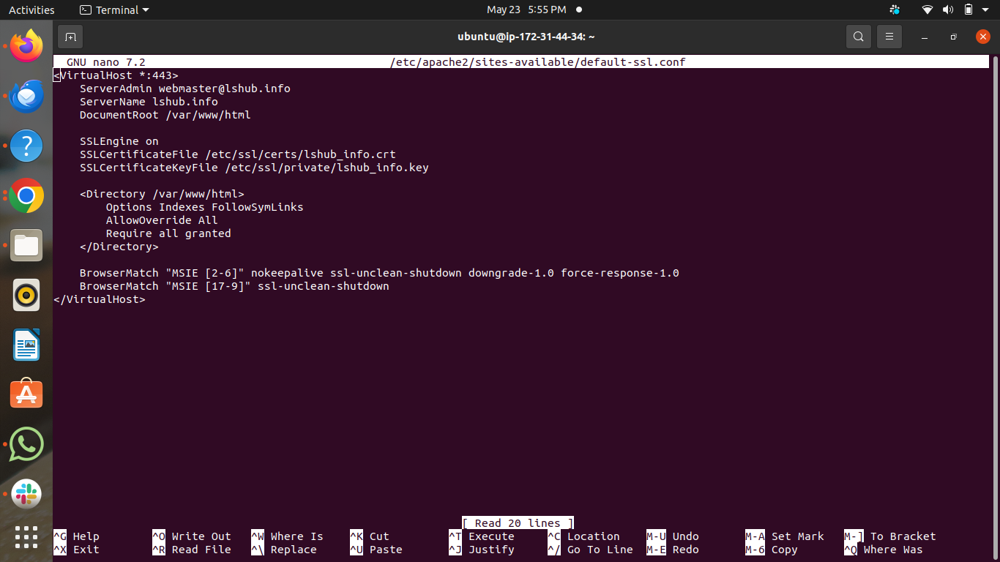 Activities Terminal May 23 5:55 PM
ubuntu@ip-172-31-44-34: ~
GNU nano 7.2 /etc/apache2/sites-available/default-ssl.conf
<VirtualHost *:443>
    ServerAdmin webmaster@lshub.info
    ServerName lshub.info
    DocumentRoot /var/www/html

    SSLEngine on
    SSLCertificateFile /etc/ssl/certs/lshub_info.crt
    SSLCertificateKeyFile /etc/ssl/private/lshub_info.key

    <Directory /var/www/html>
        Options Indexes FollowSymLinks
        AllowOverride All
        Require all granted
    </Directory>

    BrowserMatch "MSIE [2-6]" nokeepalive ssl-unclean-shutdown downgrade-1.0 force-response-1.0
    BrowserMatch "MSIE [17-9]" ssl-unclean-shutdown
</VirtualHost>
[ Read 20 lines ]
^G Help ^O Write Out ^W Where Is ^K Cut ^T Execute ^C Location M-U Undo M-A Set Mark M-] To Bracket
^X Exit ^R Read File ^\ Replace ^U Paste ^J Justify ^/ Go To Line M-E Redo M-6 Copy ^Q Where Was